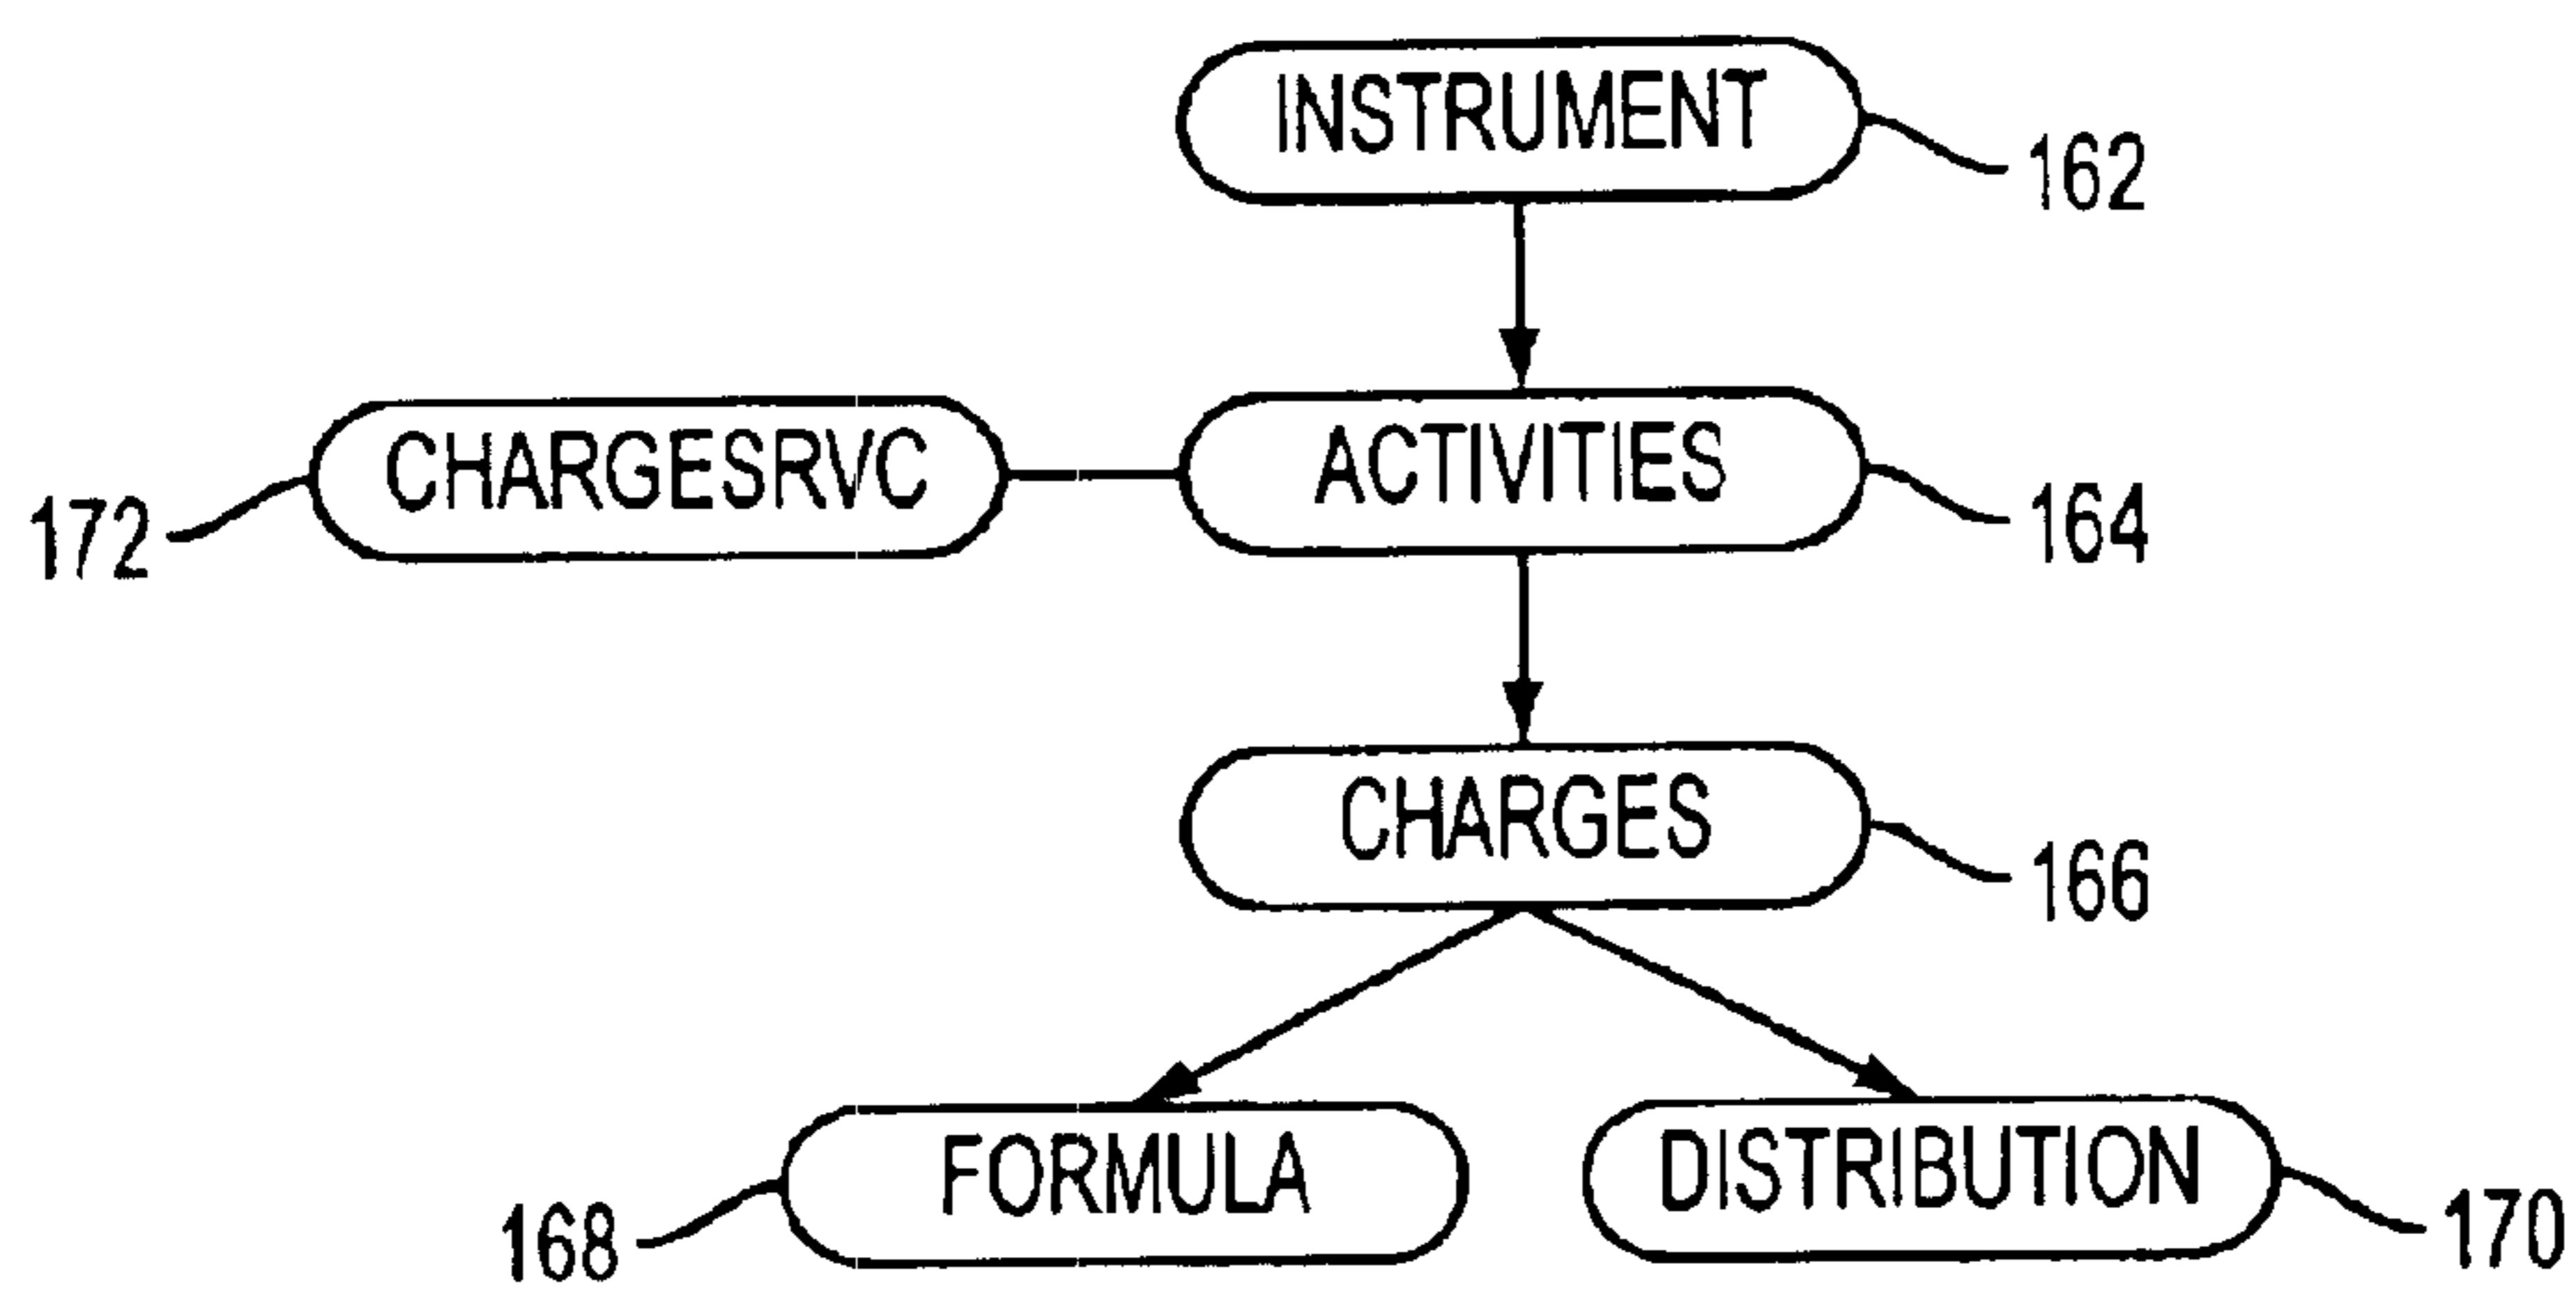 INSTRUMENT
162
CHARGESRVC
ACTIVITIES
172
164
CHARGES
166
FORMULA
DISTRIBUTION
168
170